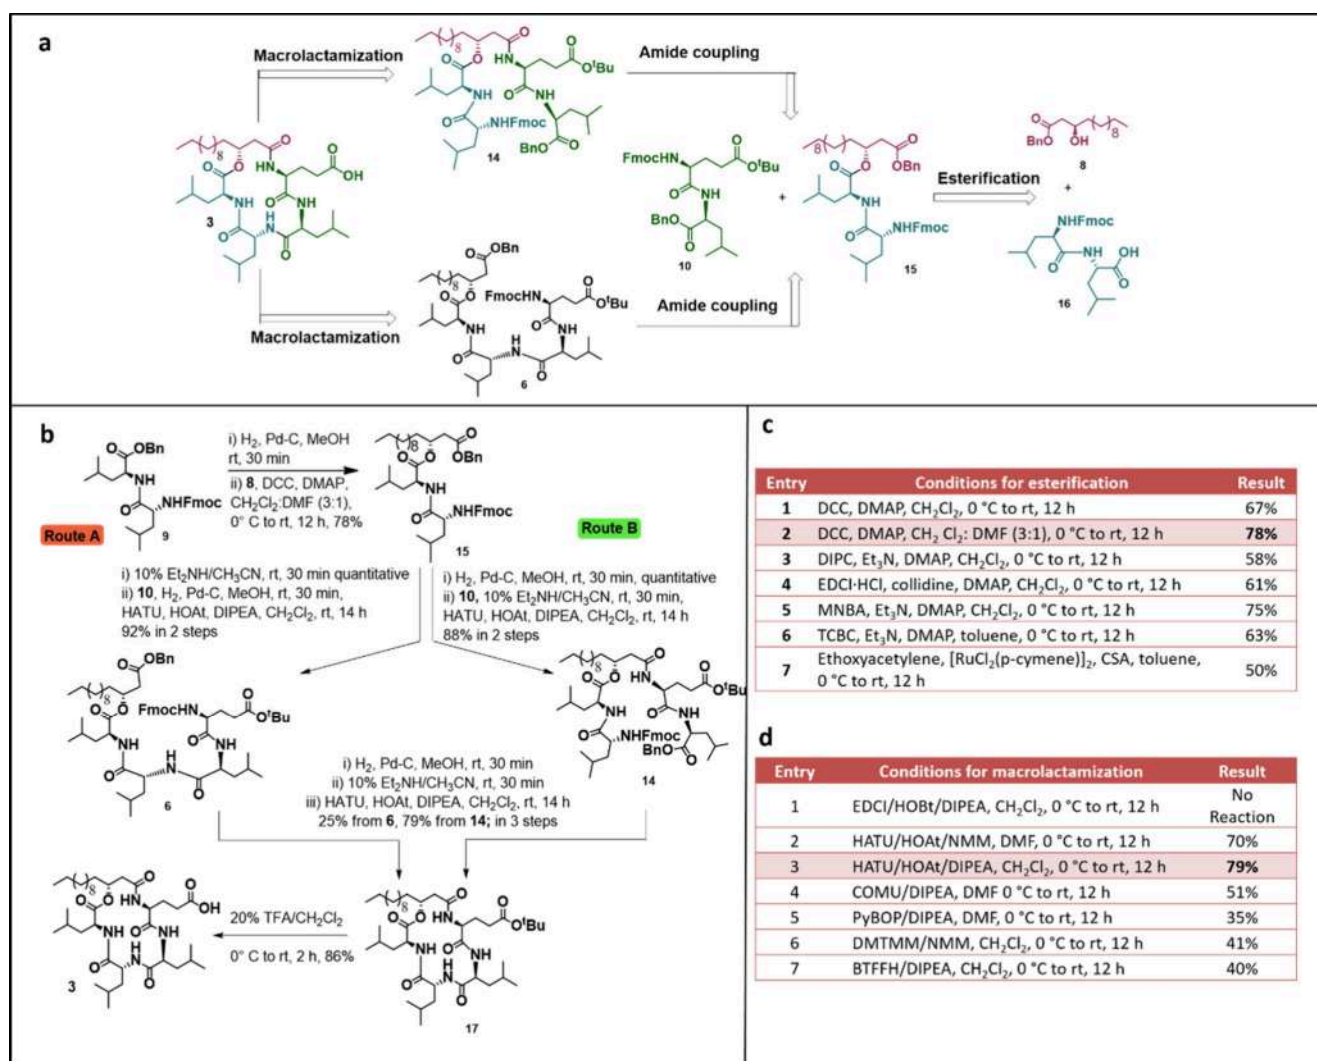 a
Macrolactamization
Amide coupling
14
3
Macrolactamization
6
Amide coupling
10
+
15
Esterification
8
+
16
O
OH
OBn
BnO
NHFmoc
FmocHN
OᵗBu
NH
HN
H
N
8
b
i) H₂, Pd-C, MeOH
rt, 30 min
ii) 8, DCC, DMAP,
CH₂Cl₂:DMF (3:1),
0° C to rt, 12 h, 78%
Route A
9
15
Route B
i) 10% Et₂NH/CH₃CN, rt, 30 min quantitative
ii) 10, H₂, Pd-C, MeOH, rt, 30 min,
HATU, HOAt, DIPEA, CH₂Cl₂, rt, 14 h
92% in 2 steps
i) H₂, Pd-C, MeOH, rt, 30 min, quantitative
ii) 10, 10% Et₂NH/CH₃CN, rt, 30 min,
HATU, HOAt, DIPEA, CH₂Cl₂, rt, 14 h
88% in 2 steps
6
14
i) H₂, Pd-C, MeOH, rt, 30 min
ii) 10% Et₂NH/CH₃CN, rt, 30 min
iii) HATU, HOAt, DIPEA, CH₂Cl₂, rt, 14 h
25% from 6, 79% from 14; in 3 steps
20% TFA/CH₂Cl₂
0° C to rt, 2 h, 86%
3
17
c
Entry Conditions for esterification Result
1 DCC, DMAP, CH₂Cl₂, 0 °C to rt, 12 h 67%
2 DCC, DMAP, CH₂ Cl₂: DMF (3:1), 0 °C to rt, 12 h 78%
3 DIPC, Et₃N, DMAP, CH₂Cl₂, 0 °C to rt, 12 h 58%
4 EDCI·HCl, collidine, DMAP, CH₂Cl₂, 0 °C to rt, 12 h 61%
5 MNBA, Et₃N, DMAP, CH₂Cl₂, 0 °C to rt, 12 h 75%
6 TCBC, Et₃N, DMAP, toluene, 0 °C to rt, 12 h 63%
7 Ethoxyacetylene, [RuCl₂(p-cymene)]₂, CSA, toluene,
0 °C to rt, 12 h 50%
d
Entry Conditions for macrolactamization Result
1 EDCI/HOBt/DIPEA, CH₂Cl₂, 0 °C to rt, 12 h No
Reaction
2 HATU/HOAt/NMM, DMF, 0 °C to rt, 12 h 70%
3 HATU/HOAt/DIPEA, CH₂Cl₂, 0 °C to rt, 12 h 79%
4 COMU/DIPEA, DMF 0 °C to rt, 12 h 51%
5 PyBOP/DIPEA, DMF, 0 °C to rt, 12 h 35%
6 DMTMM/NMM, CH₂Cl₂, 0 °C to rt, 12 h 41%
7 BTFFH/DIPEA, CH₂Cl₂, 0 °C to rt, 12 h 40%